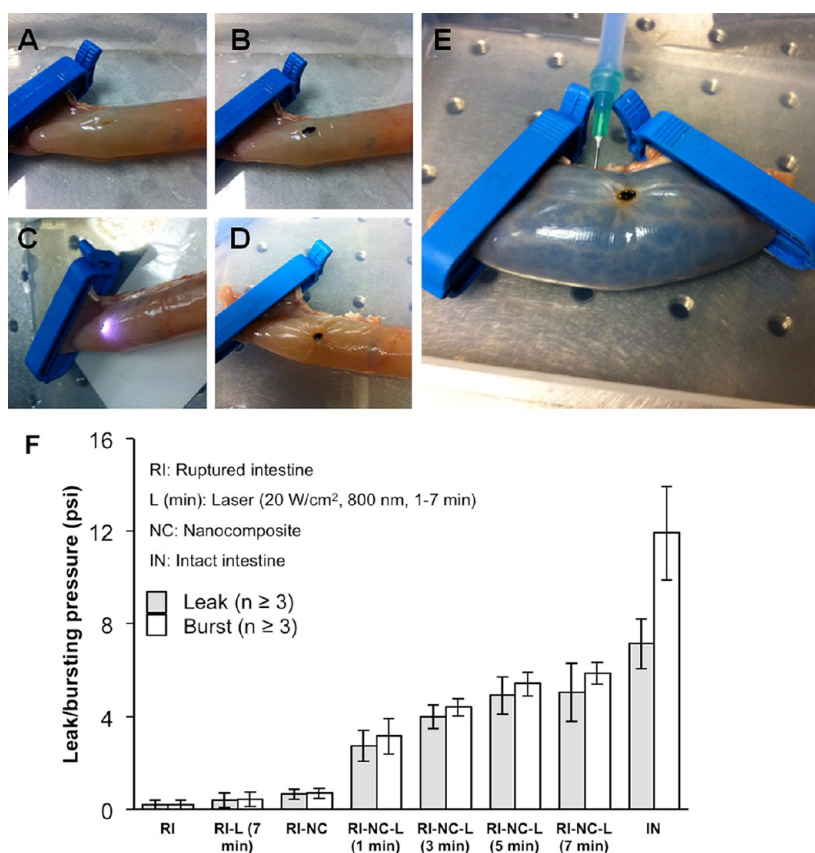 A
B
E
C
D
F
Leak/bursting pressure (psi)
16
12
8
4
0
RI: Ruptured intestine
L (min): Laser (20 W/cm², 800 nm, 1-7 min)
NC: Nanocomposite
IN: Intact intestine
Leak (n ≥ 3)
Burst (n ≥ 3)
RI
RI-L (7
min)
RI-NC
RI-NC-L
(1 min)
RI-NC-L
(3 min)
RI-NC-L
(5 min)
RI-NC-L
(7 min)
IN